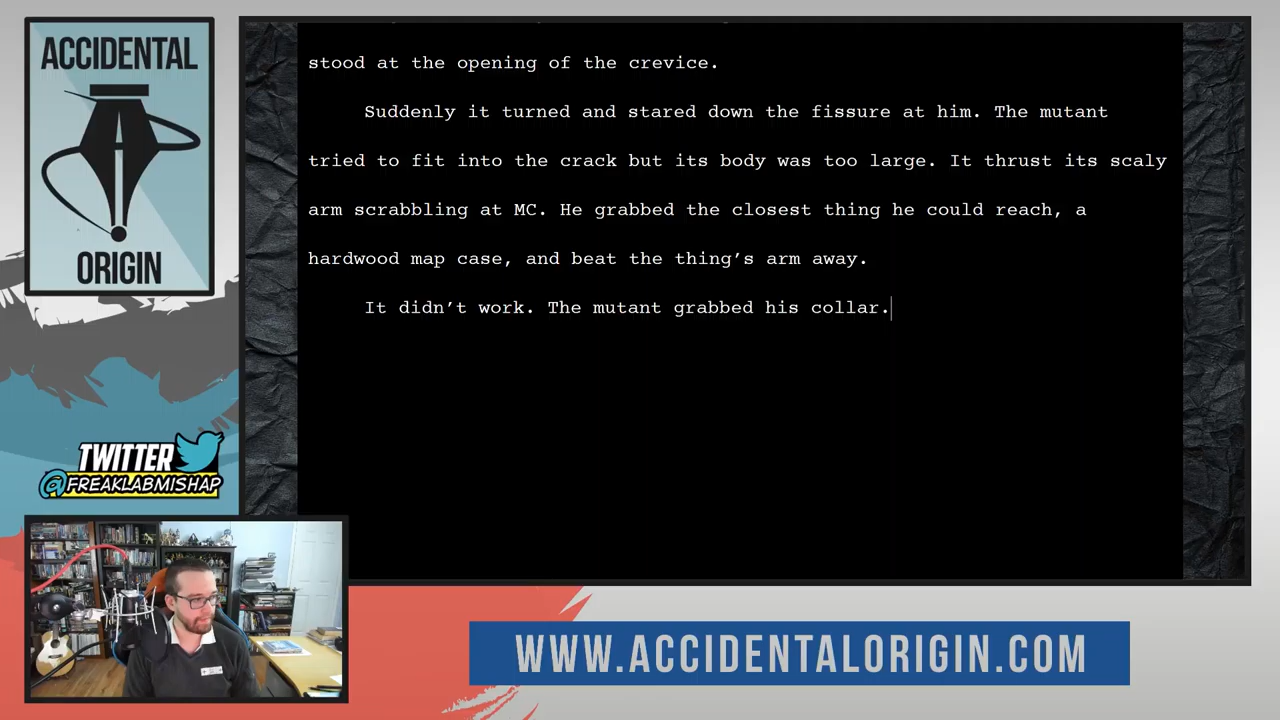 ACCIDENTAL
ORIGIN
stood at the opening of the crevice.
Suddenly it turned and stared down the fissure at him. The mutant
tried to fit into the crack but its body was too large. It thrust its scaly
arm scrabbling at MC. He grabbed the closest thing he could reach, a
hardwood map case, and beat the thing’s arm away.
It didn’t work. The mutant grabbed his collar.
TWITTER
@FREAKLABMISHAP
WWW.ACCIDENTALORIGIN.COM